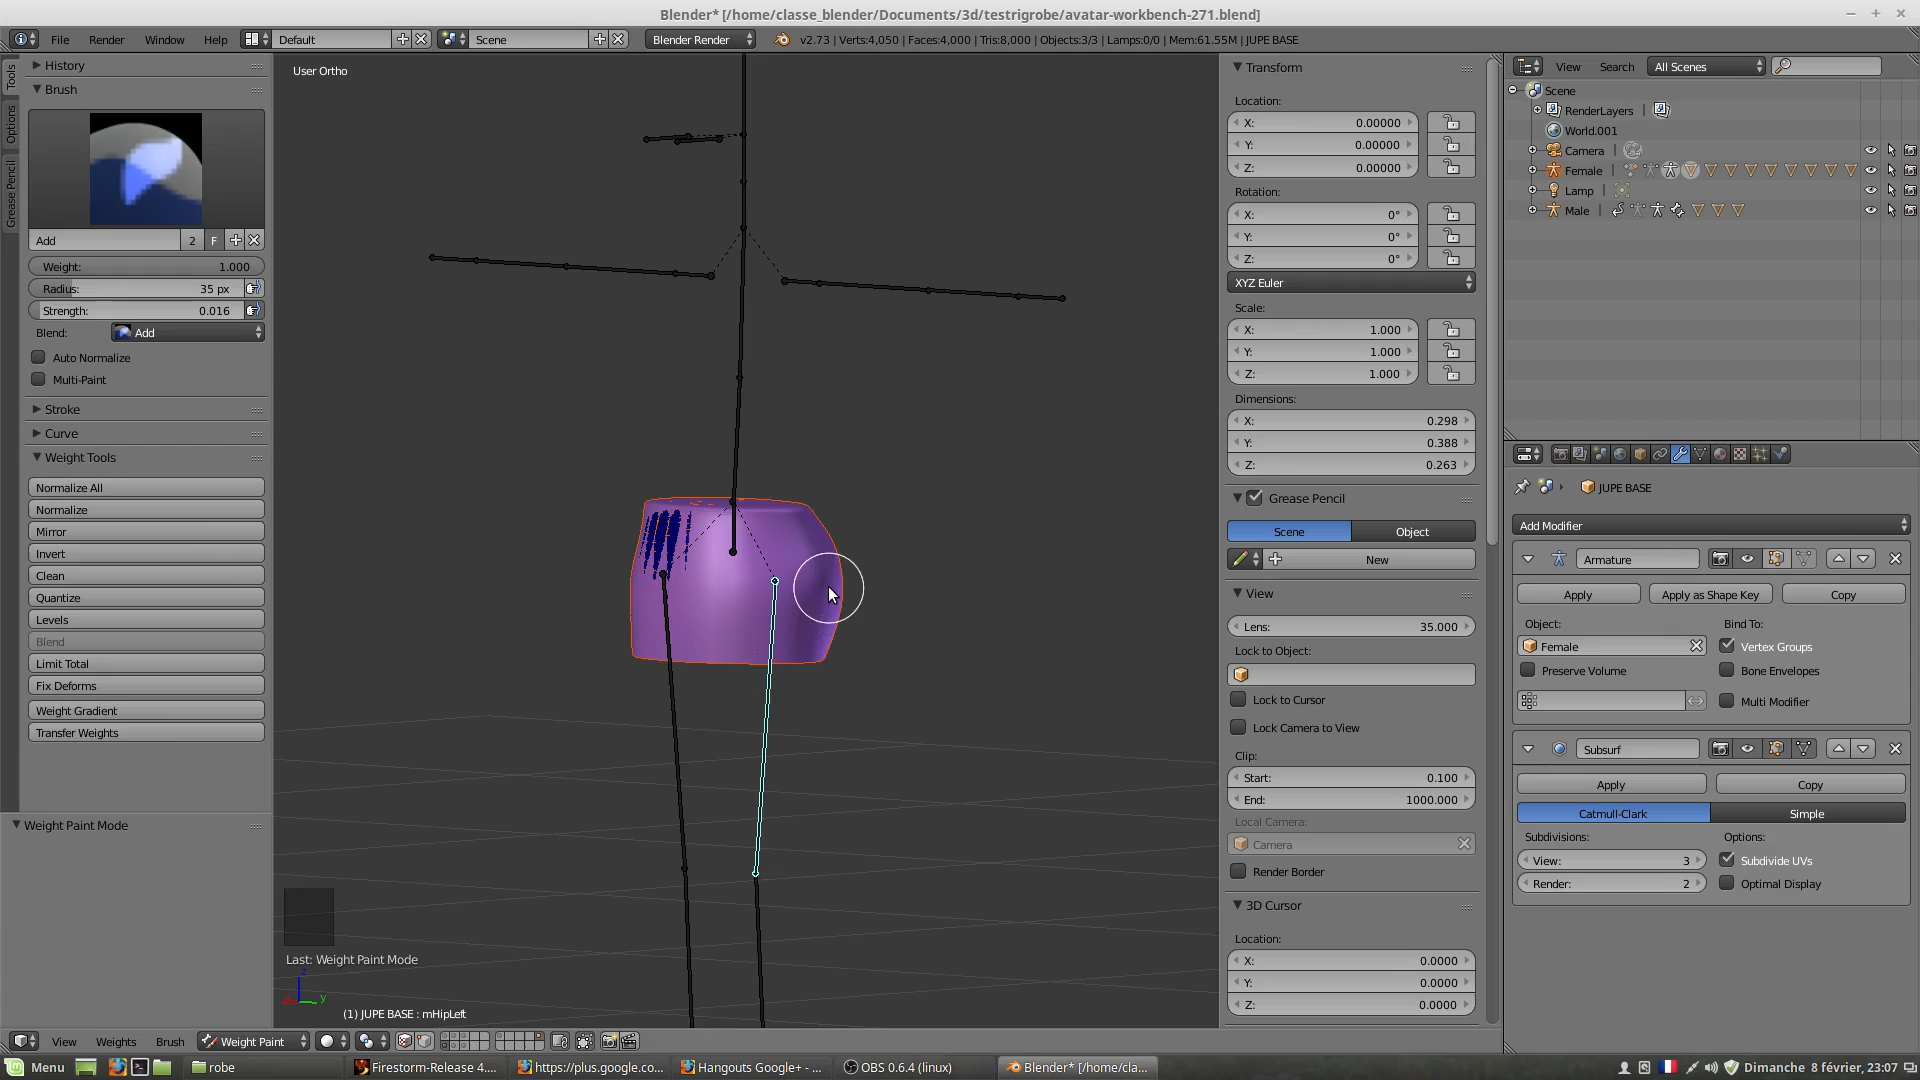 Blender* [/home/classe_blender/Documents/3d/testrigrobe/avatar-workbench-271.blend]
File Render Window Help Default Scene Blender Render v2.73 | Verts:4,050 | Faces:4,000 | Tris:8,000 | Objects:3/3 | Lamps:0/0 | Mem:61.55M | JUPE BASE
Tools
Options
Grease Pencil
History
Brush
Add 2 F
Weight: 1.000
Radius: 35 px
Strength: 0.016
Blend: Add
Auto Normalize
Multi-Paint
Stroke
Curve
Weight Tools
Normalize All
Normalize
Mirror
Invert
Clean
Quantize
Levels
Blend
Limit Total
Fix Deforms
Weight Gradient
Transfer Weights
Weight Paint Mode
User Ortho
Last: Weight Paint Mode
z
x y
(1) JUPE BASE : mHipLeft
View Weights Brush Weight Paint
Transform
Location:
X: 0.00000
Y: 0.00000
Z: 0.00000
Rotation:
X: 0°
Y: 0°
Z: 0°
XYZ Euler
Scale:
X: 1.000
Y: 1.000
Z: 1.000
Dimensions:
X: 0.298
Y: 0.388
Z: 0.263
Grease Pencil
Scene Object
New
View
Lens: 35.000
Lock to Object:
Lock to Cursor
Lock Camera to View
Clip:
Start: 0.100
End: 1000.000
Local Camera:
Camera
Render Border
3D Cursor
Location:
X: 0.0000
Y: 0.0000
Z: 0.0000
View Search All Scenes
Scene
RenderLayers |
World.001
Camera |
Female |
Lamp |
Male |
JUPE BASE
Add Modifier
Armature
Apply Apply as Shape Key Copy
Object: Bind To:
Female Vertex Groups
Preserve Volume Bone Envelopes
Multi Modifier
Subsurf
Apply Copy
Catmull-Clark Simple
Subdivisions: Options:
View: 3 Subdivide UVs
Render: 2 Optimal Display
Menu robe Firestorm-Release 4.... https://plus.google.co... Hangouts Google+ - ... OBS 0.6.4 (linux) Blender* [/home/cla... Dimanche 8 février, 23:07